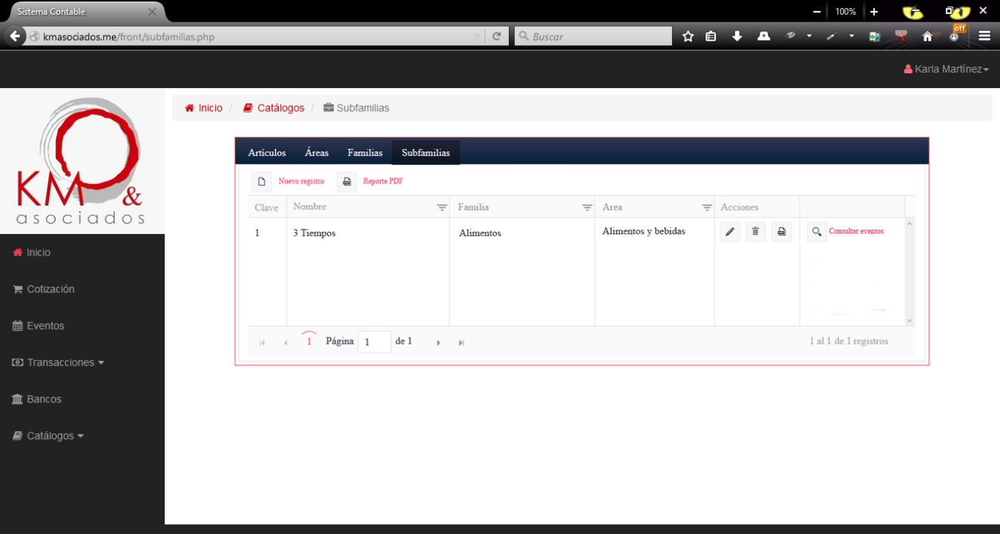 Sistema Contable
100%
kmasociados.me/front/subfamilias.php
Buscar
off
Karla Martínez
KM &
asociados
Inicio / Catálogos / Subfamilias
Artículos Áreas Familias Subfamilias
Nuevo registro Reporte PDF
Clave Nombre Familia Area Acciones
1 3 Tiempos Alimentos Alimentos y bebidas Consultar eventos
1 Página 1 de 1 1 al 1 de 1 registros
Inicio
Cotización
Eventos
Transacciones
Bancos
Catálogos